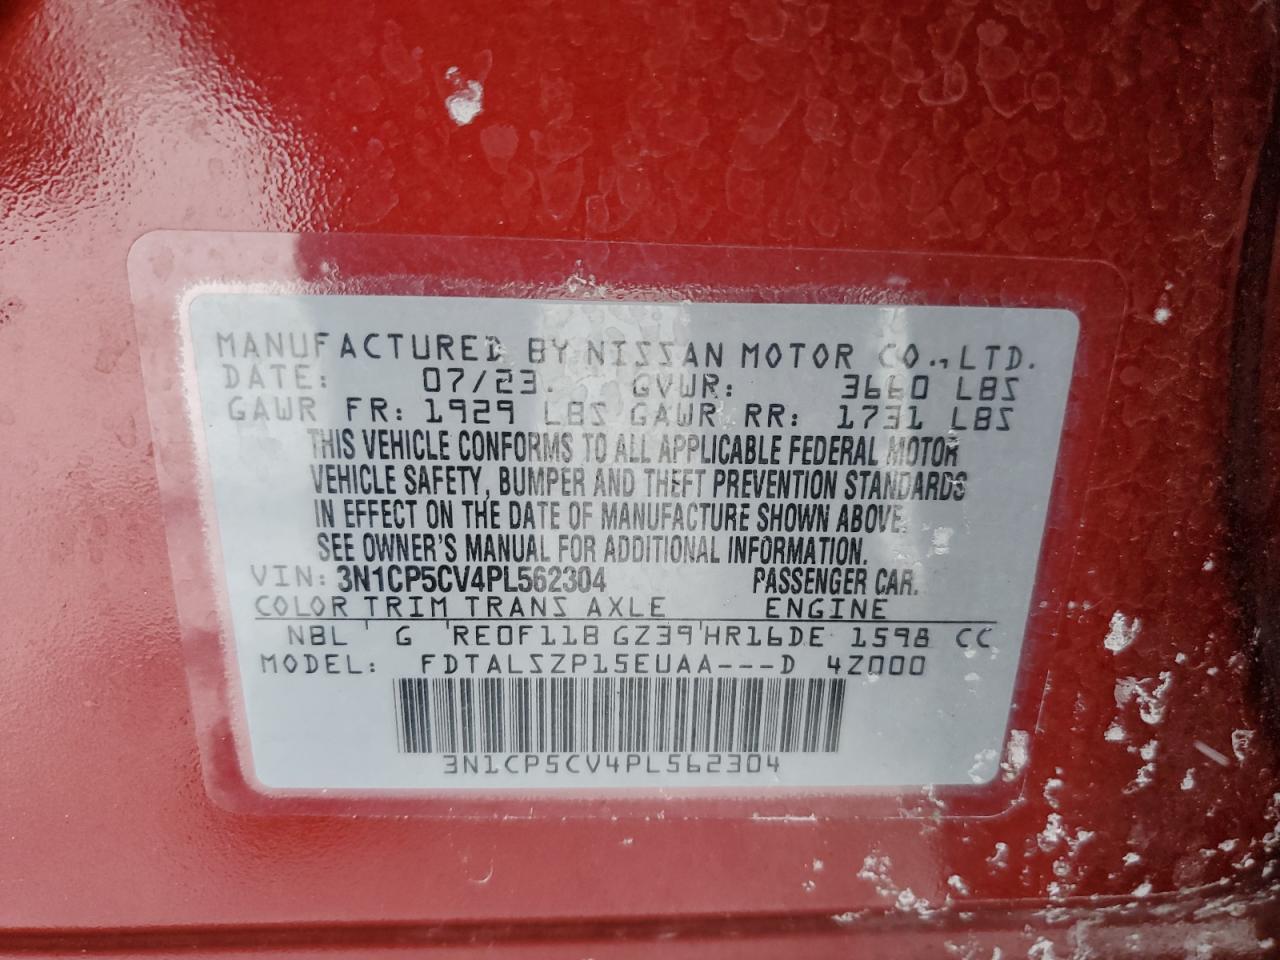 MANUFACTURED BY NISSAN MOTOR CO., LTD.
DATE: 07/23 GVWR: 3660 LBS
GAWR FR: 1929 LBS GAWR RR: 1731 LBS
THIS VEHICLE CONFORMS TO ALL APPLICABLE FEDERAL MOTOR
VEHICLE SAFETY, BUMPER AND THEFT PREVENTION STANDARDS
IN EFFECT ON THE DATE OF MANUFACTURE SHOWN ABOVE.
SEE OWNER'S MANUAL FOR ADDITIONAL INFORMATION.
VIN: 3N1CP5CV4PL562304 PASSENGER CAR.
COLOR TRIM TRANS AXLE ENGINE
NBL G RE0F11B GZ39 HR16DE 1598 CC
MODEL: FDTALSZP15EUAA---D 4Z000
3N1CP5CV4PL562304